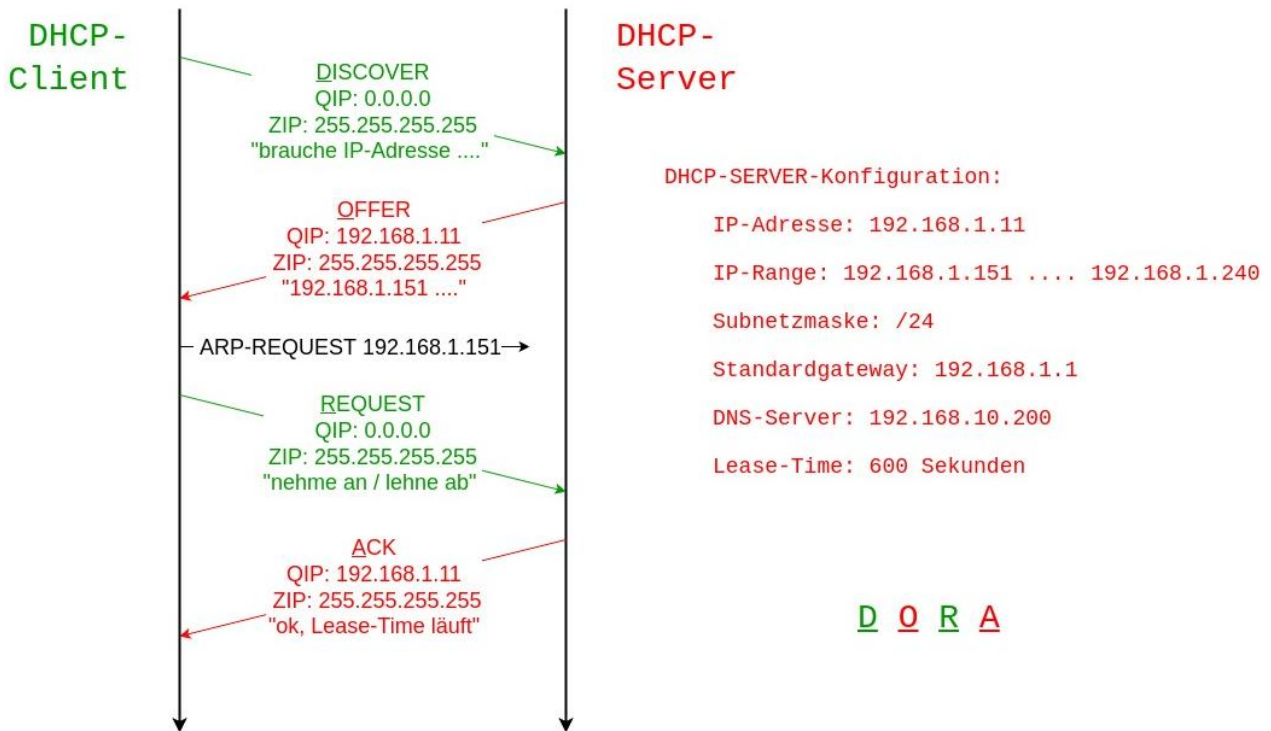 DHCP-
Client
DISCOVER
QIP: 0.0.0.0
ZIP: 255.255.255.255
"brauche IP-Adresse ...."
OFFER
QIP: 192.168.1.11
ZIP: 255.255.255.255
"192.168.1.151 ...."
ARP-REQUEST 192.168.1.151
REQUEST
QIP: 0.0.0.0
ZIP: 255.255.255.255
"nehme an / lehne ab"
ACK
QIP: 192.168.1.11
ZIP: 255.255.255.255
"ok, Lease-Time läuft"
DHCP-
Server
DHCP-SERVER-Konfiguration:
IP-Adresse: 192.168.1.11
IP-Range: 192.168.1.151 .... 192.168.1.240
Subnetzmaske: /24
Standardgateway: 192.168.1.1
DNS-Server: 192.168.10.200
Lease-Time: 600 Sekunden
D O R A